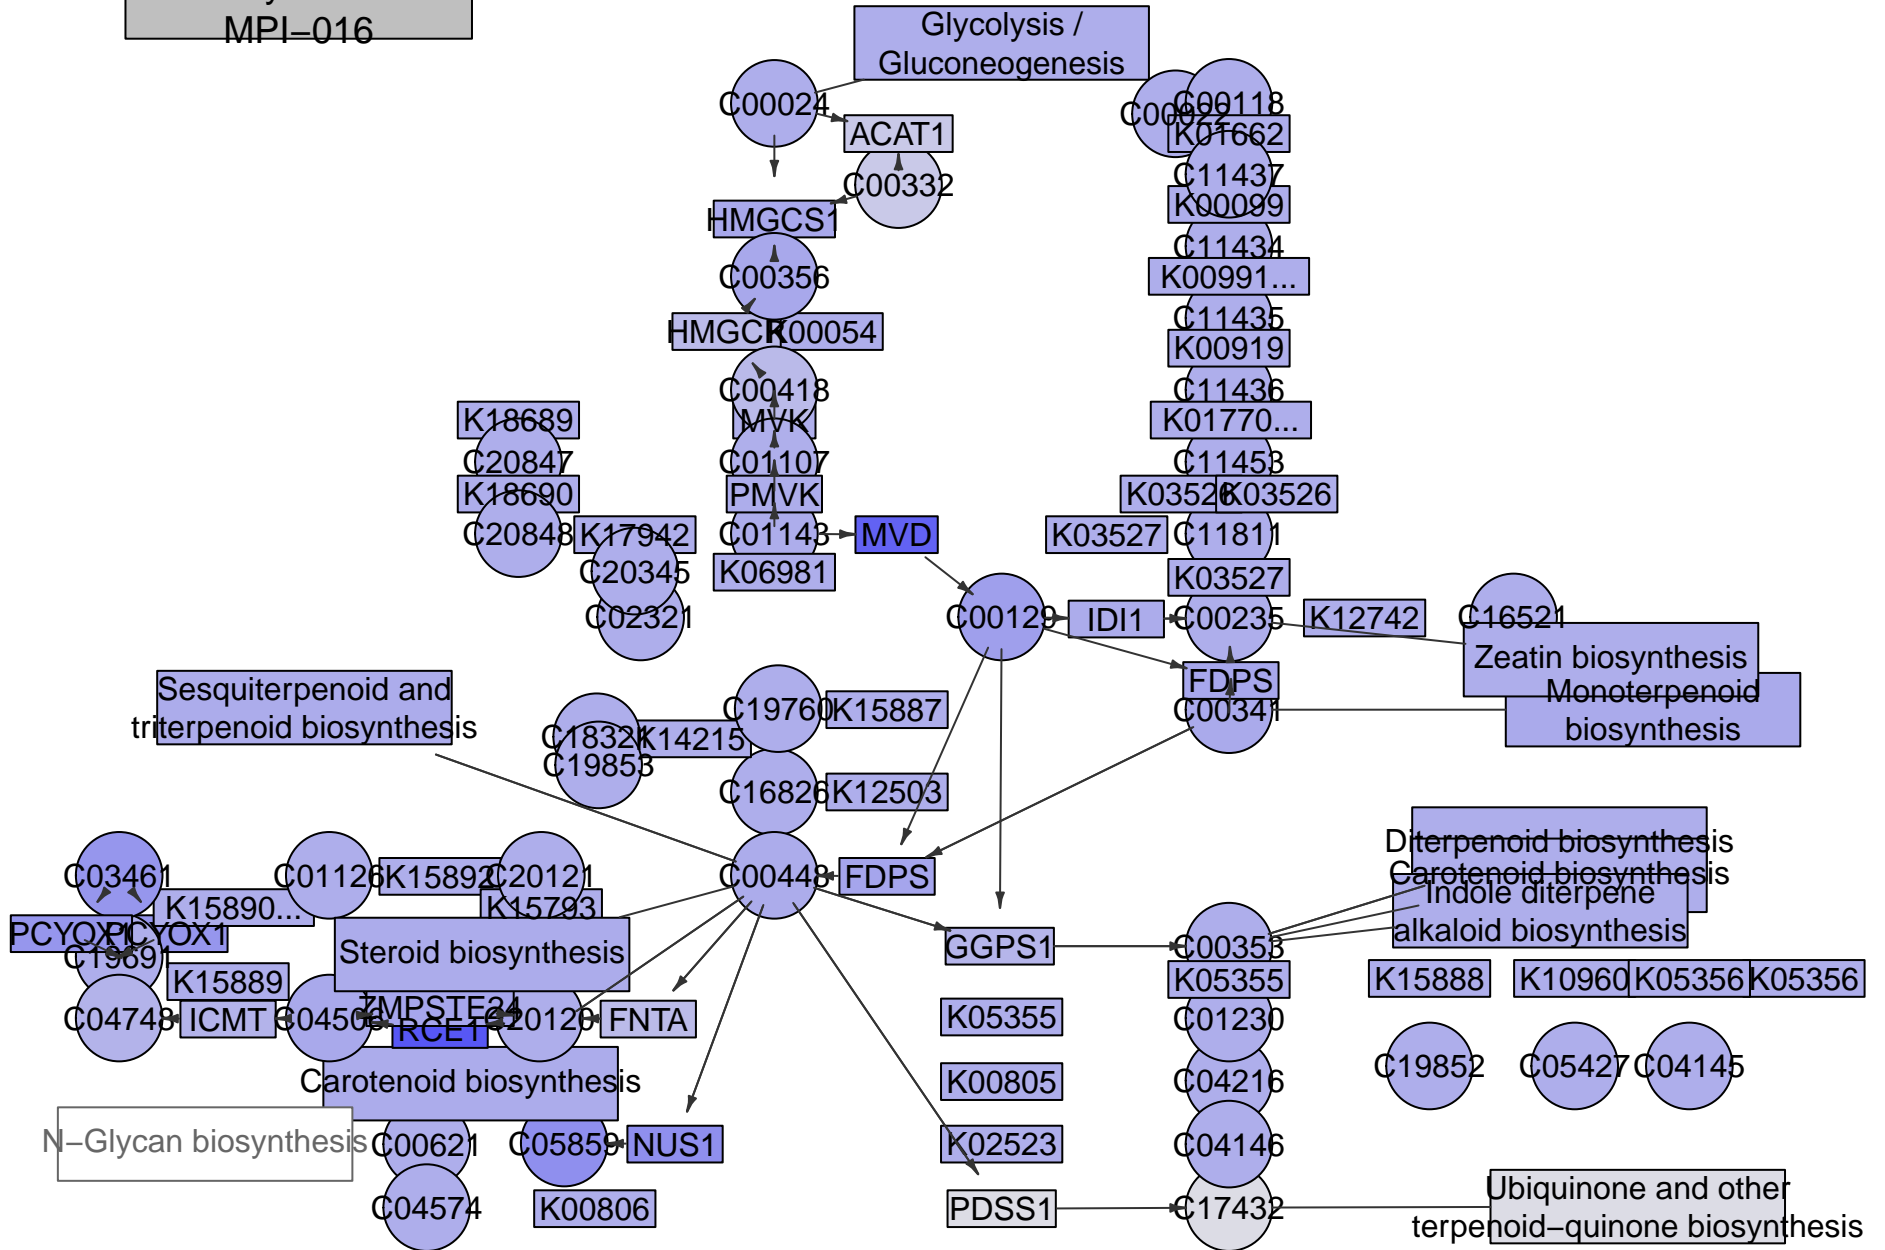 MPI−016
Glycolysis /
Gluconeogenesis
C00024
ACAT1
C00332
C00022
C00118
K01662
C11437
K00099
HMGCS1
C11434
C00356
K00991...
C11435
HMGCR
K00054
K00919
C00418
C11436
K18689
MVK
K01770...
C20847
C01107
C11453
K18690
PMVK
K03526
K03526
C20848
K17942
C01143
MVD
K03527
C11811
C20345
K06981
K03527
C02321
C00129
IDI1
C00235
K12742
C16521
Zeatin biosynthesis
FDPS
Monoterpenoid
biosynthesis
Sesquiterpenoid and
triterpenoid biosynthesis
C19760
K15887
C00341
C18324
K14215
C19853
C16826
K12503
Diterpenoid biosynthesis
Carotenoid biosynthesis
Indole diterpene
alkaloid biosynthesis
C03461
C01126
K15892
C20121
C00448
FDPS
K15890...
K15793
PCYOX1
PCYOX1
C19691
Steroid biosynthesis
GGPS1
C00353
K15889
K05355
K15888
K10960
K05356
K05356
C04748
ICMT
C04506
ZMPSTE24
RCE1
C20120
FNTA
K05355
C01230
Carotenoid biosynthesis
K00805
C04216
C19852
C05427
C04145
N−Glycan biosynthesis
C00621
C05859
NUS1
K02523
C04146
C04574
K00806
PDSS1
C17432
Ubiquinone and other
terpenoid−quinone biosynthesis